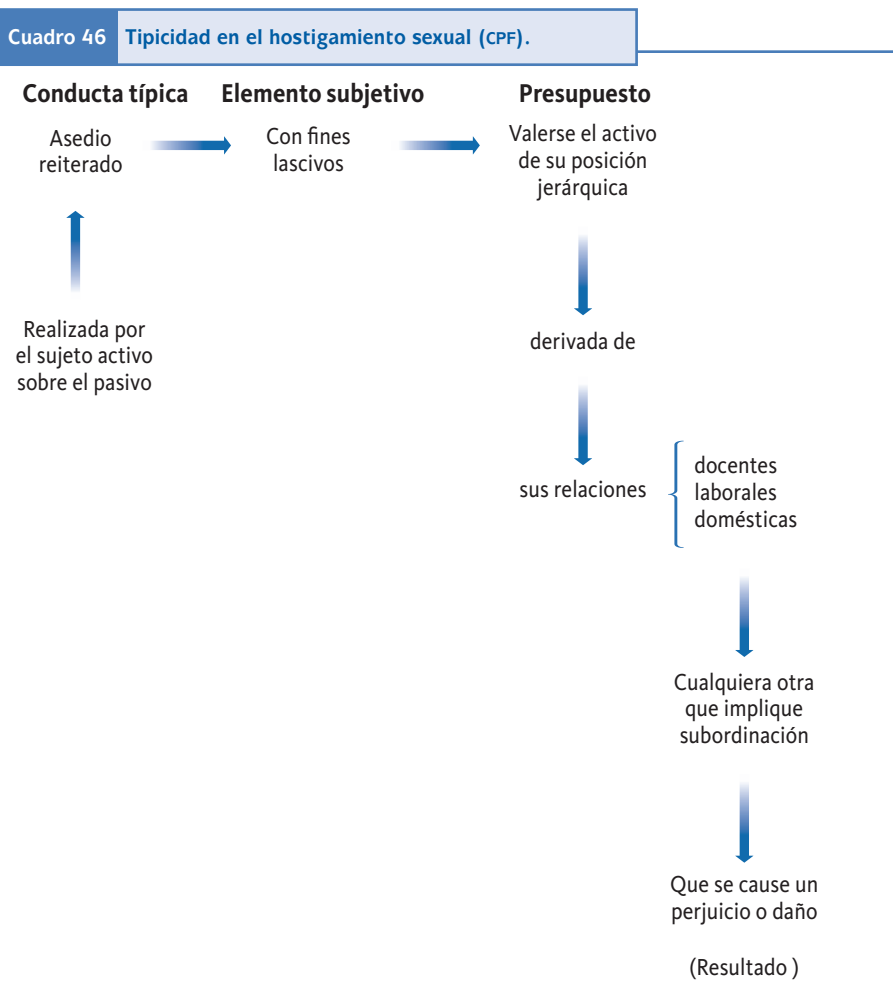 Cuadro 46 Tipicidad en el hostigamiento sexual (CPF).
Conducta típica Elemento subjetivo Presupuesto
Asedio
reiterado
Con fines
lascivos
Valerse el activo
de su posición
jerárquica
Realizada por
el sujeto activo
sobre el pasivo
derivada de
sus relaciones
docentes
laborales
domésticas
Cualquiera otra
que implique
subordinación
Que se cause un
perjuicio o daño
(Resultado )